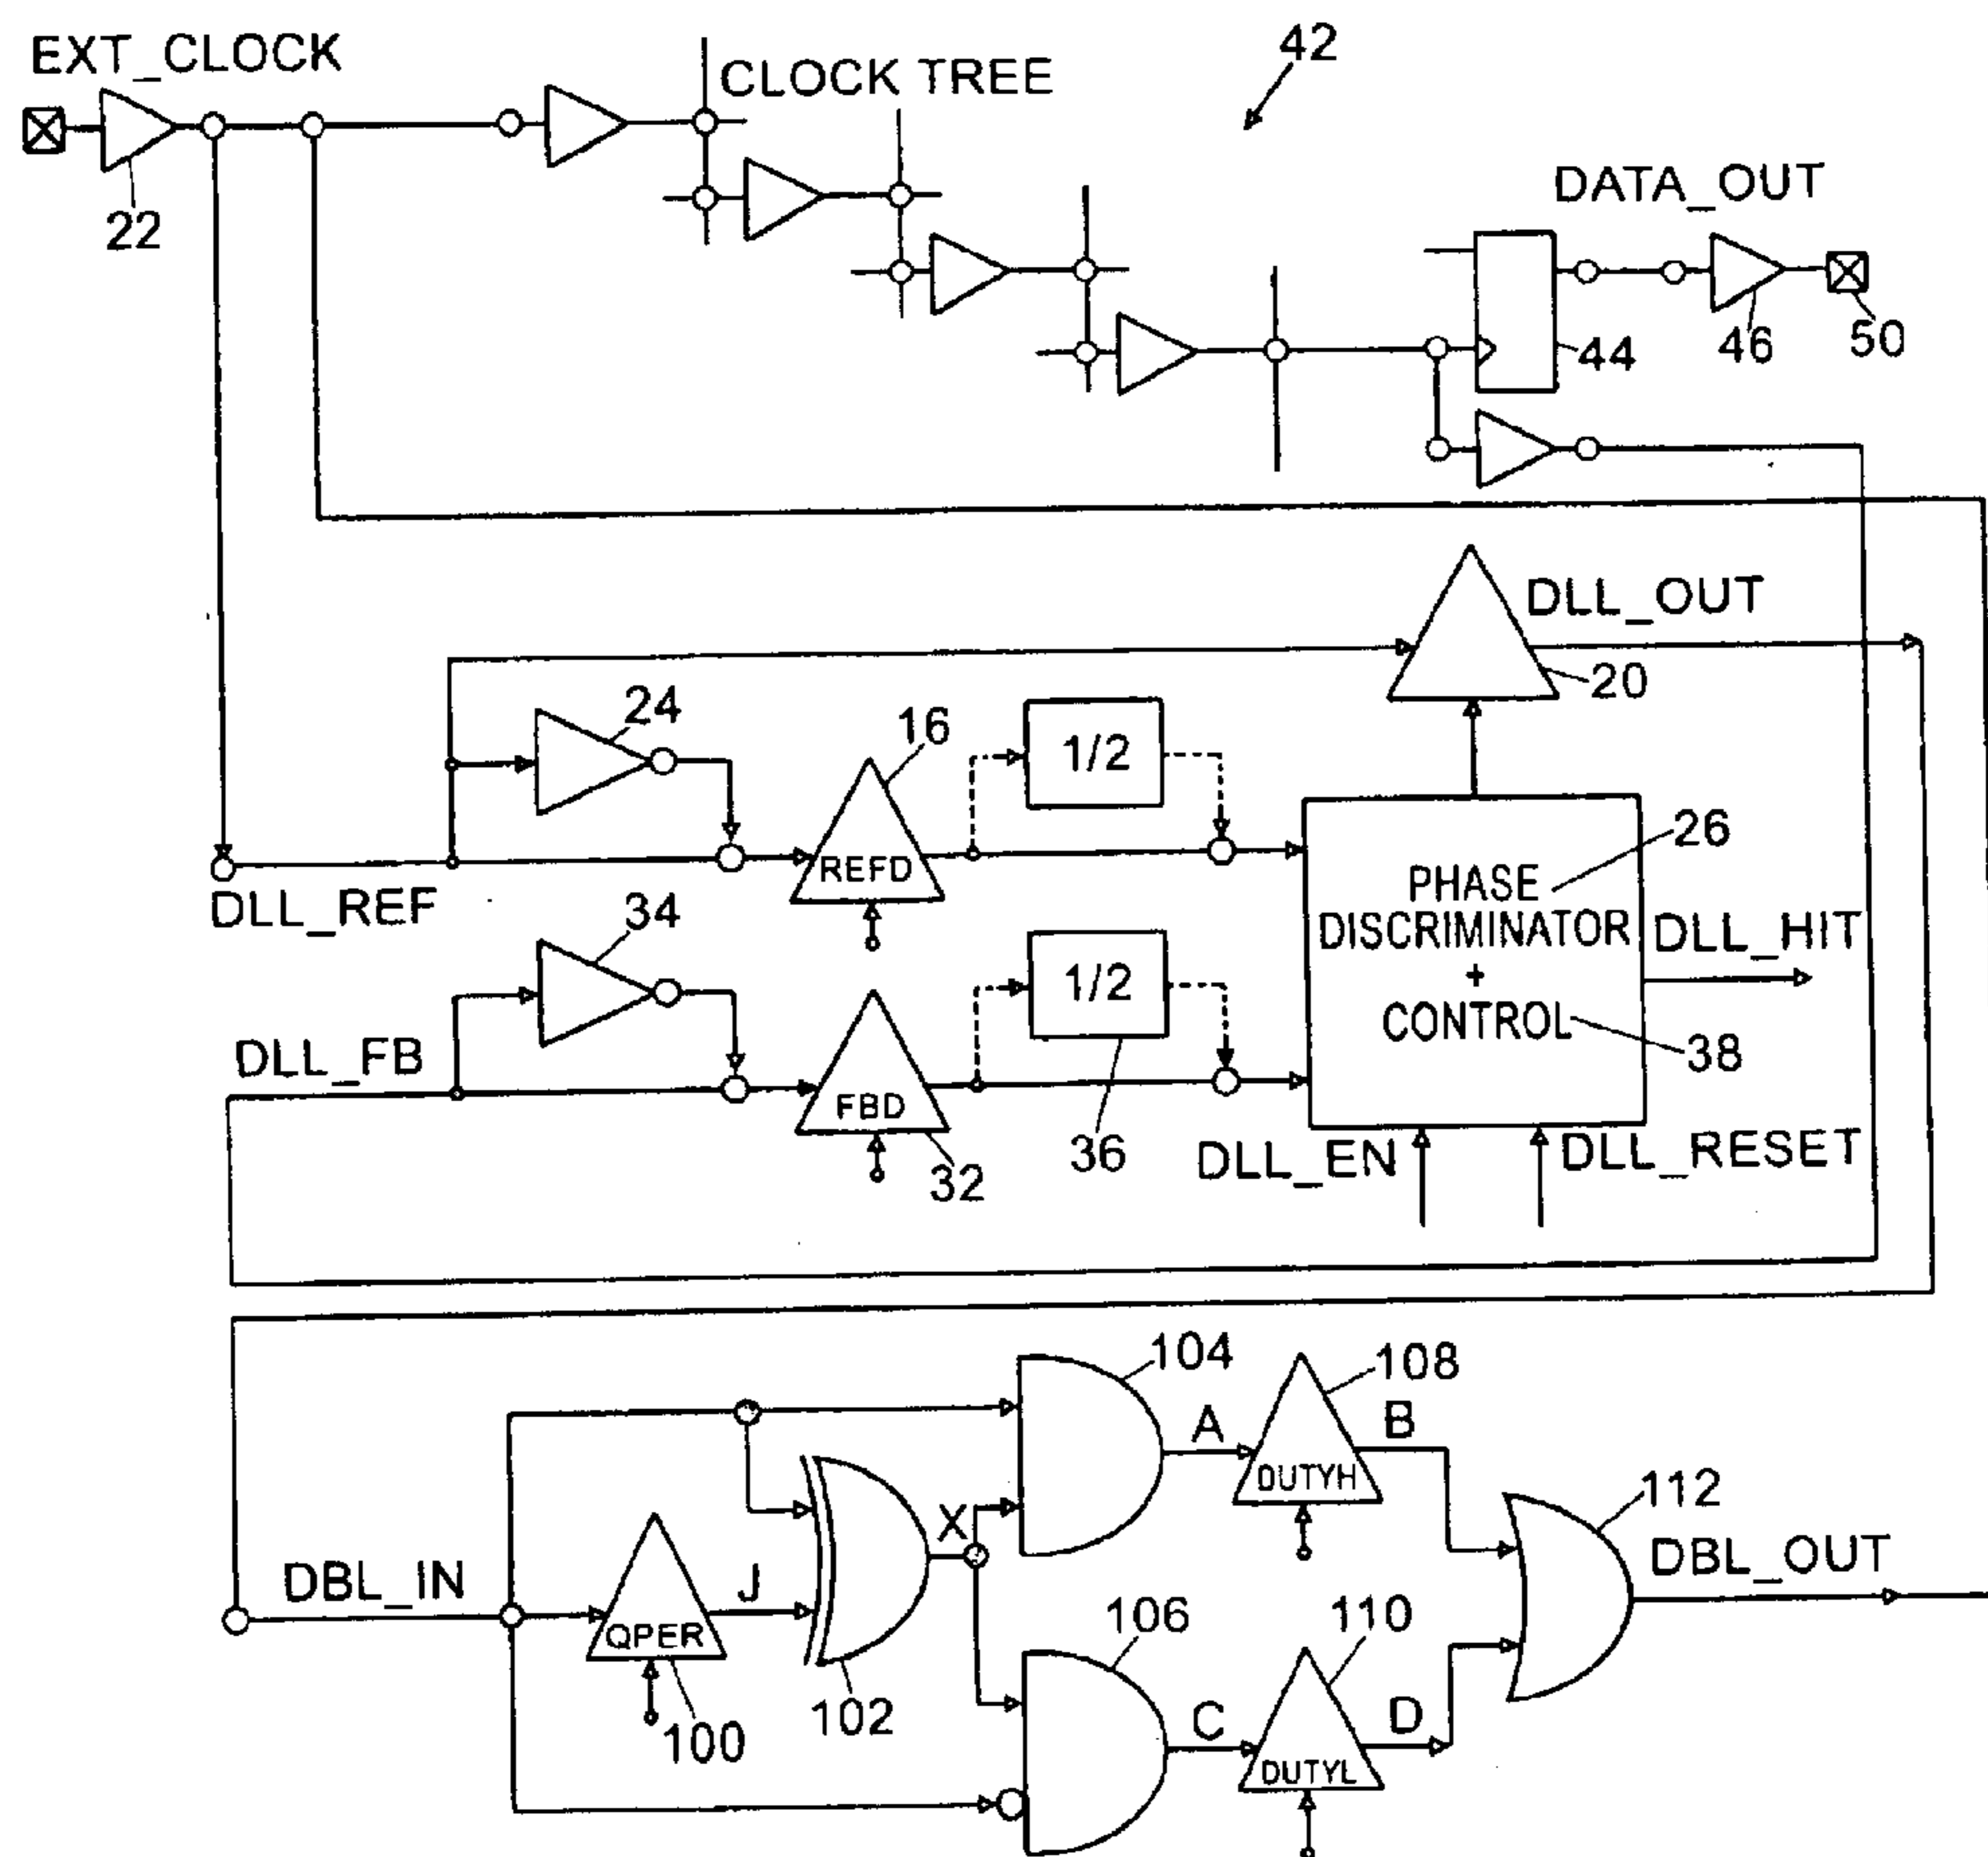 EXT_CLOCK
42
CLOCK TREE
22
DATA_OUT
44
46
50
DLL_OUT
20
24
16
1/2
REFD
26
PHASE
DISCRIMINATOR
+
CONTROL
38
DLL_REF
34
DLL_HIT
1/2
DLL_FB
FBD
32
36
DLL_EN
DLL_RESET
104
108
A
B
DUTYH
112
X
DBL_IN
J
DBL_OUT
QPER
106
110
100
102
C
D
DUTYL